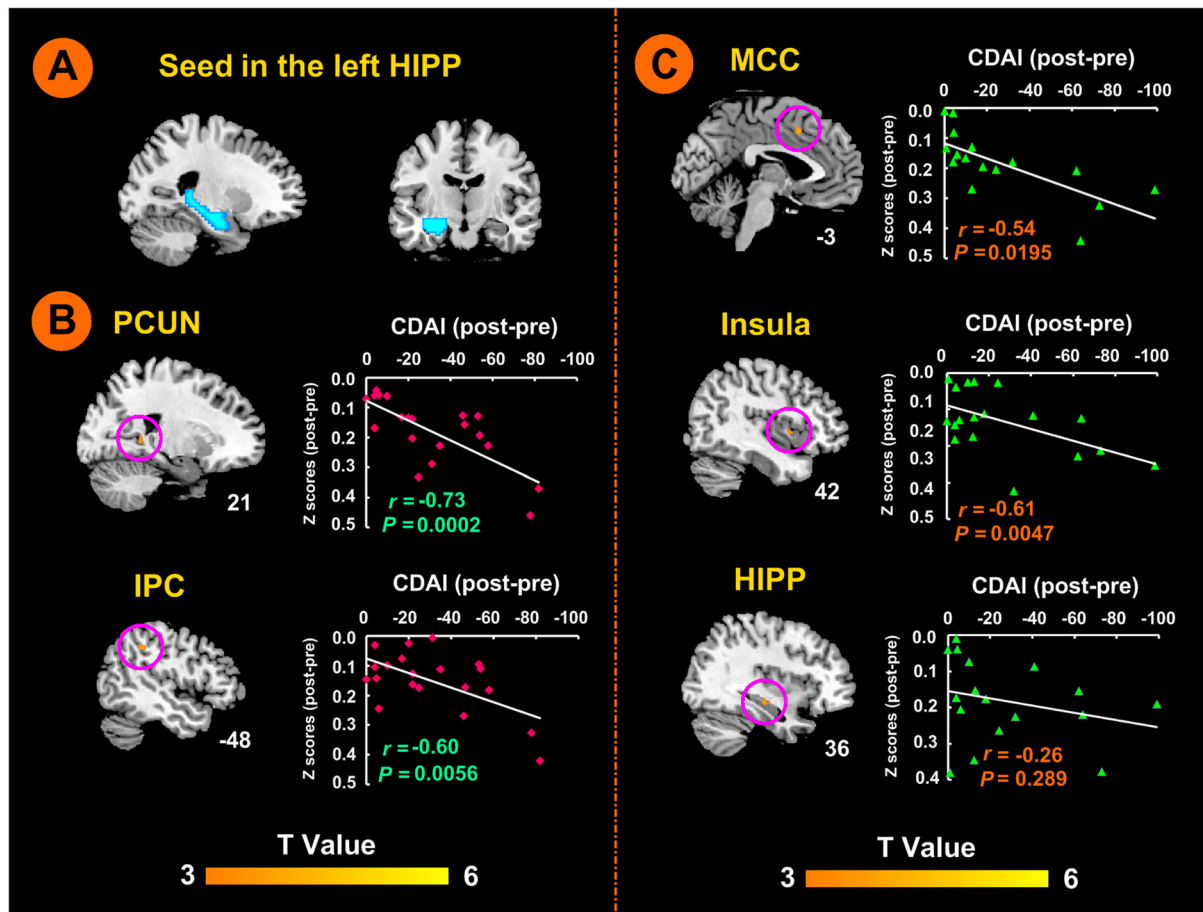 A
Seed in the left HIPP
B
PCUN
21
CDAI (post-pre)
0 -20 -40 -60 -80 -100
Z scores (post-pre)
0.0
0.1
0.2
0.3
0.4
0.5
r = -0.73
P = 0.0002
IPC
-48
CDAI (post-pre)
0 -20 -40 -60 -80 -100
Z scores (post-pre)
0.0
0.1
0.2
0.3
0.4
0.5
r = -0.60
P = 0.0056
T Value
3 6
C
MCC
-3
CDAI (post-pre)
0 -20 -40 -60 -80 -100
Z scores (post-pre)
0.0
0.1
0.2
0.3
0.4
0.5
r = -0.54
P = 0.0195
Insula
42
CDAI (post-pre)
0 -20 -40 -60 -80 -100
Z scores (post-pre)
0.0
0.1
0.2
0.3
0.4
0.5
r = -0.61
P = 0.0047
HIPP
36
CDAI (post-pre)
0 -20 -40 -60 -80 -100
Z scores (post-pre)
0.0
0.1
0.2
0.3
0.4
r = -0.26
P = 0.289
T Value
3 6